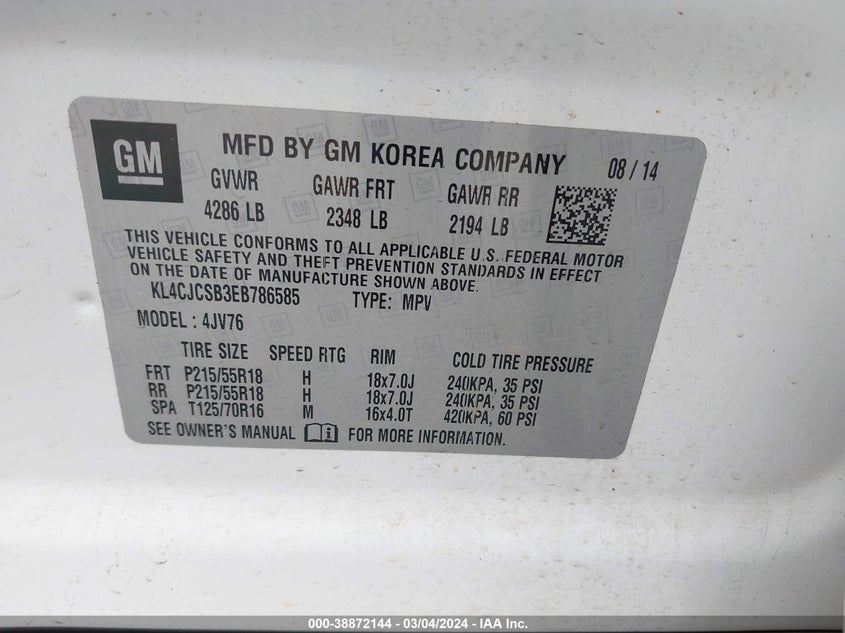 GM
MFD BY GM KOREA COMPANY 08 / 14
GVWR GAWR FRT GAWR RR
4286 LB 2348 LB 2194 LB
THIS VEHICLE CONFORMS TO ALL APPLICABLE U.S. FEDERAL MOTOR
VEHICLE SAFETY AND THEFT PREVENTION STANDARDS IN EFFECT
ON THE DATE OF MANUFACTURE SHOWN ABOVE.
KL4CJCSB3EB786585 TYPE: MPV
MODEL : 4JV76
TIRE SIZE SPEED RTG RIM COLD TIRE PRESSURE
FRT P215/55R18 H 18x7.0J 240KPA, 35 PSI
RR P215/55R18 H 18x7.0J 240KPA, 35 PSI
SPA T125/70R16 M 16x4.0T 420KPA, 60 PSI
SEE OWNER'S MANUAL FOR MORE INFORMATION.
000-38872144 - 03/04/2024 - IAA Inc.